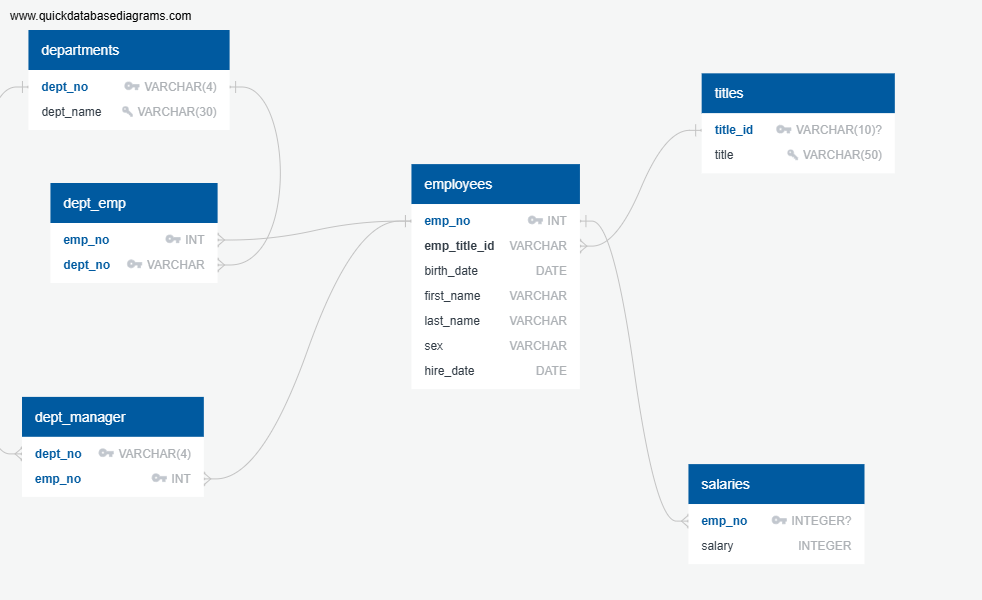 www.quickdatabasediagrams.com
departments
dept_no VARCHAR(4)
dept_name VARCHAR(30)
dept_emp
emp_no INT
dept_no VARCHAR
dept_manager
dept_no VARCHAR(4)
emp_no INT
employees
emp_no INT
emp_title_id VARCHAR
birth_date DATE
first_name VARCHAR
last_name VARCHAR
sex VARCHAR
hire_date DATE
titles
title_id VARCHAR(10)?
title VARCHAR(50)
salaries
emp_no INTEGER?
salary INTEGER